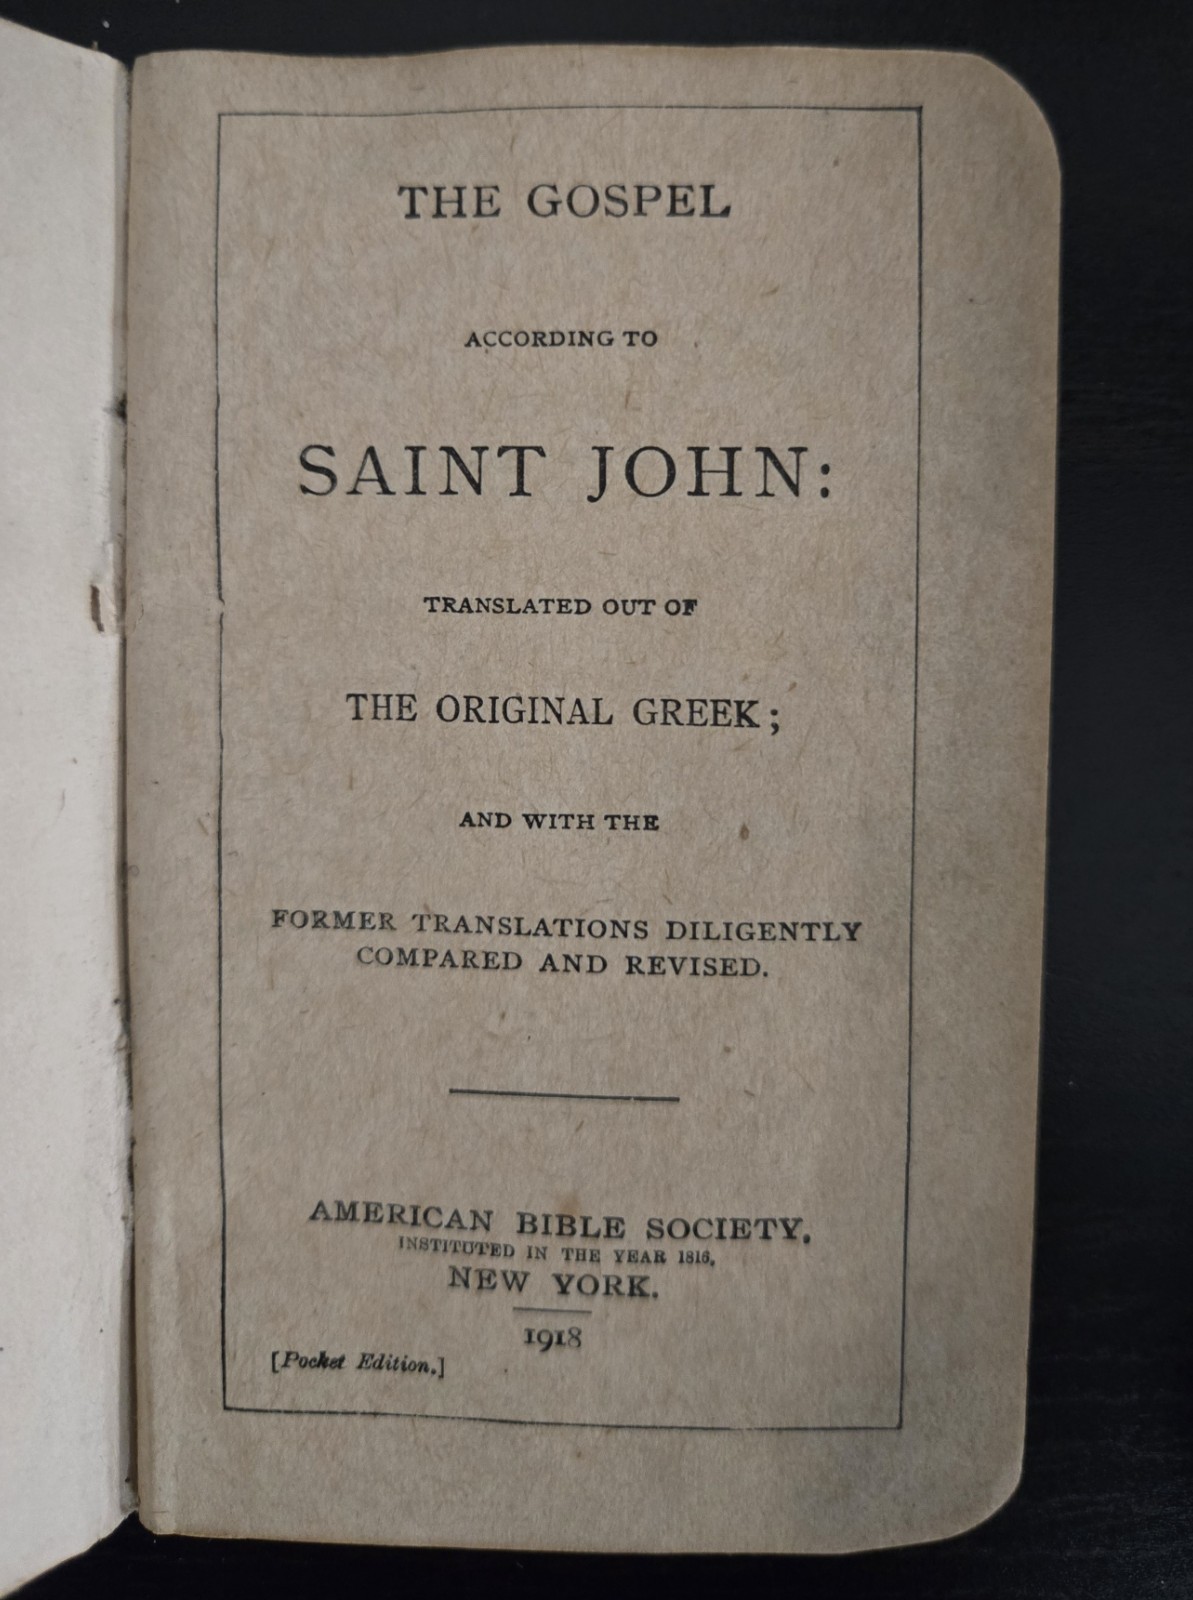 THE GOSPEL
ACCORDING TO
SAINT JOHN:
TRANSLATED OUT OF
THE ORIGINAL GREEK;
AND WITH THE
FORMER TRANSLATIONS DILIGENTLY
COMPARED AND REVISED.
AMERICAN BIBLE SOCIETY,
INSTITUTED IN THE YEAR 1816,
NEW YORK.
1918
[Pocket Edition.]